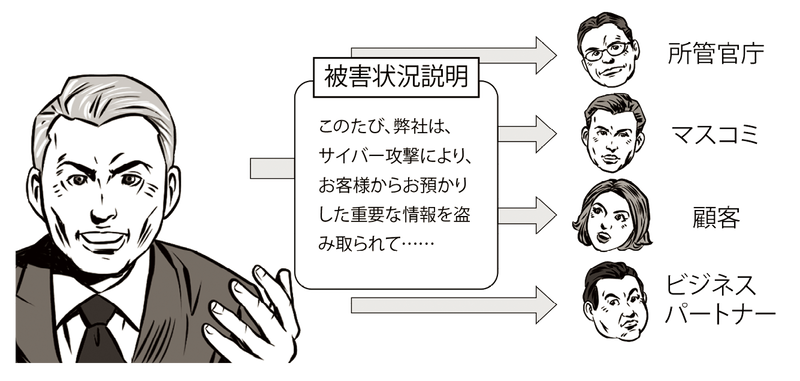 被害状況説明
このたび、弊社は、
サイバー攻撃により、
お客様からお預かり
した重要な情報を盗
み取られて……
所管官庁
マスコミ
顧客
ビジネス
パートナー